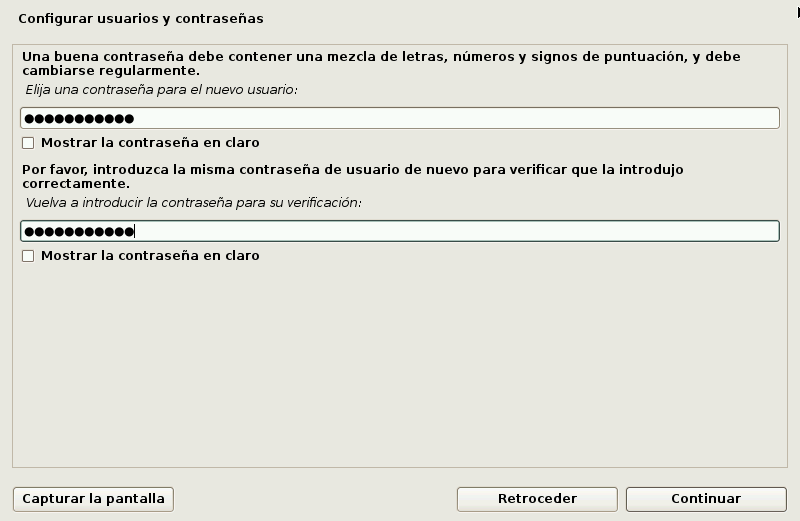 Configurar usuarios y contraseñas
Una buena contraseña debe contener una mezcla de letras, números y signos de puntuación, y debe
cambiarse regularmente.
Elija una contraseña para el nuevo usuario:
●●●●●●●●●●●
Mostrar la contraseña en claro
Por favor, introduzca la misma contraseña de usuario de nuevo para verificar que la introdujo
correctamente.
Vuelva a introducir la contraseña para su verificación:
●●●●●●●●●●●
Mostrar la contraseña en claro
Capturar la pantalla
Retroceder
Continuar